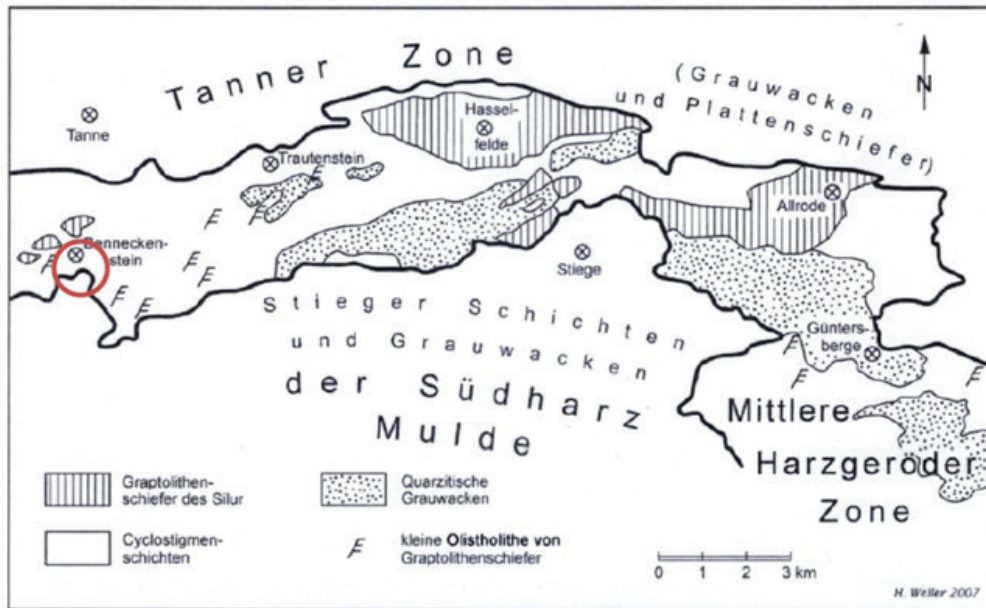 Tanner Zone
(Grauwacken
und Plattenschiefer)
N
Tanne
Hassel-
felde
Trautenstein
Allrode
Bennecken-
stein
Stiege
Stieger Schichten
und Grauwacken
der Südharz
Mulde
Günters-
berge
Mittlere
Harzgeröder
Zone
Graptolithen-
schiefer des Silur
Quarzitische
Grauwacken
Cyclostigmen-
schichten
kleine Olistholithe von
Graptolithenschiefer
0 1 2 3 km
H. Weller 2007